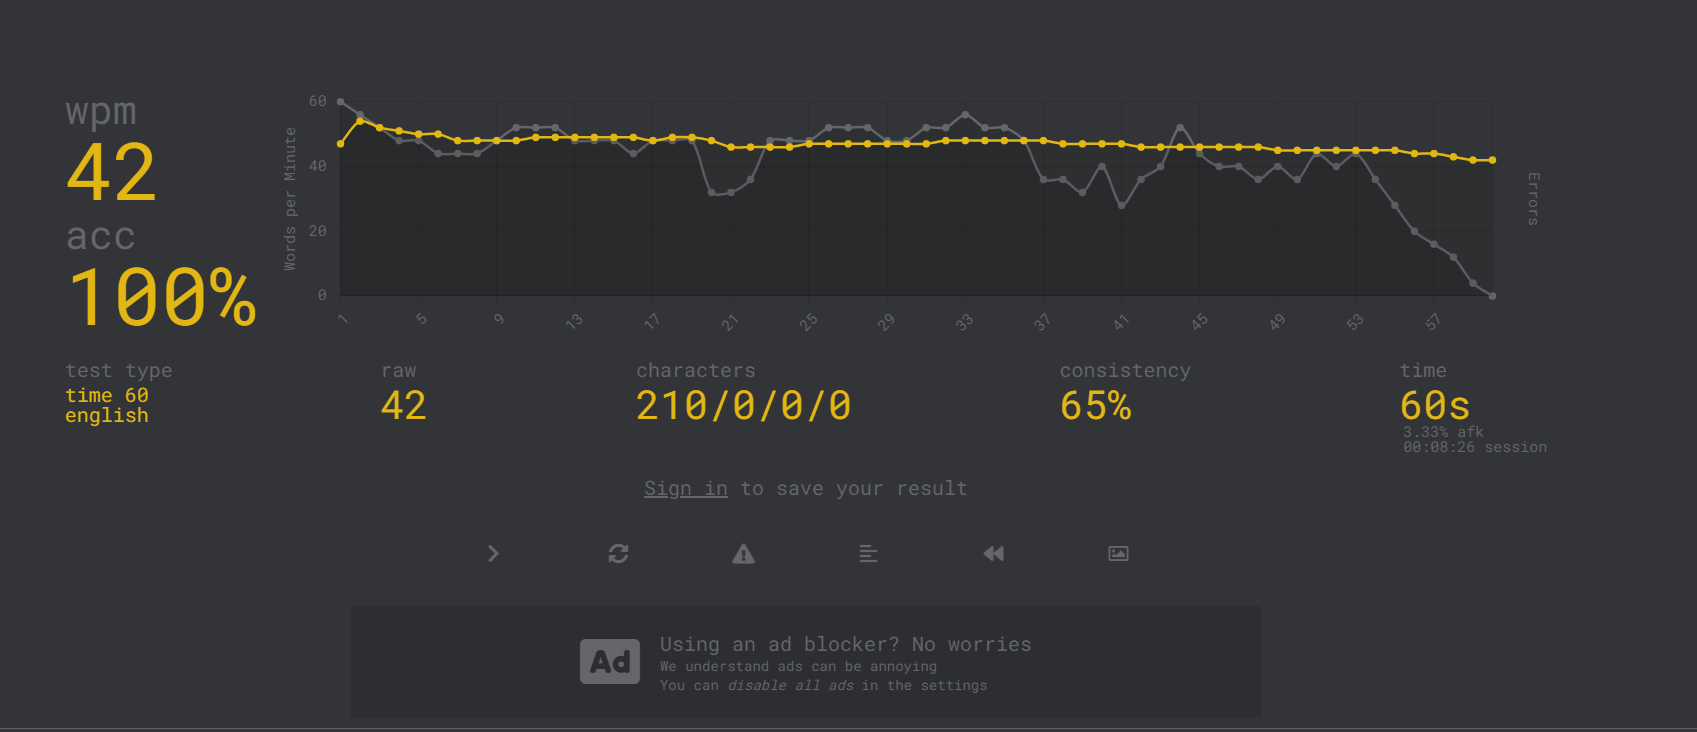 wpm
42
acc
100%
Words per Minute
60
40
20
0
1 5 9 13 17 21 25 29 33 37 41 45 49 53 57
Errors
test type
time 60
english
raw
42
characters
210/0/0/0
consistency
65%
time
60s
3.33% afk
00:08:26 session
Sign in to save your result
Ad
Using an ad blocker? No worries
We understand ads can be annoying
You can disable all ads in the settings